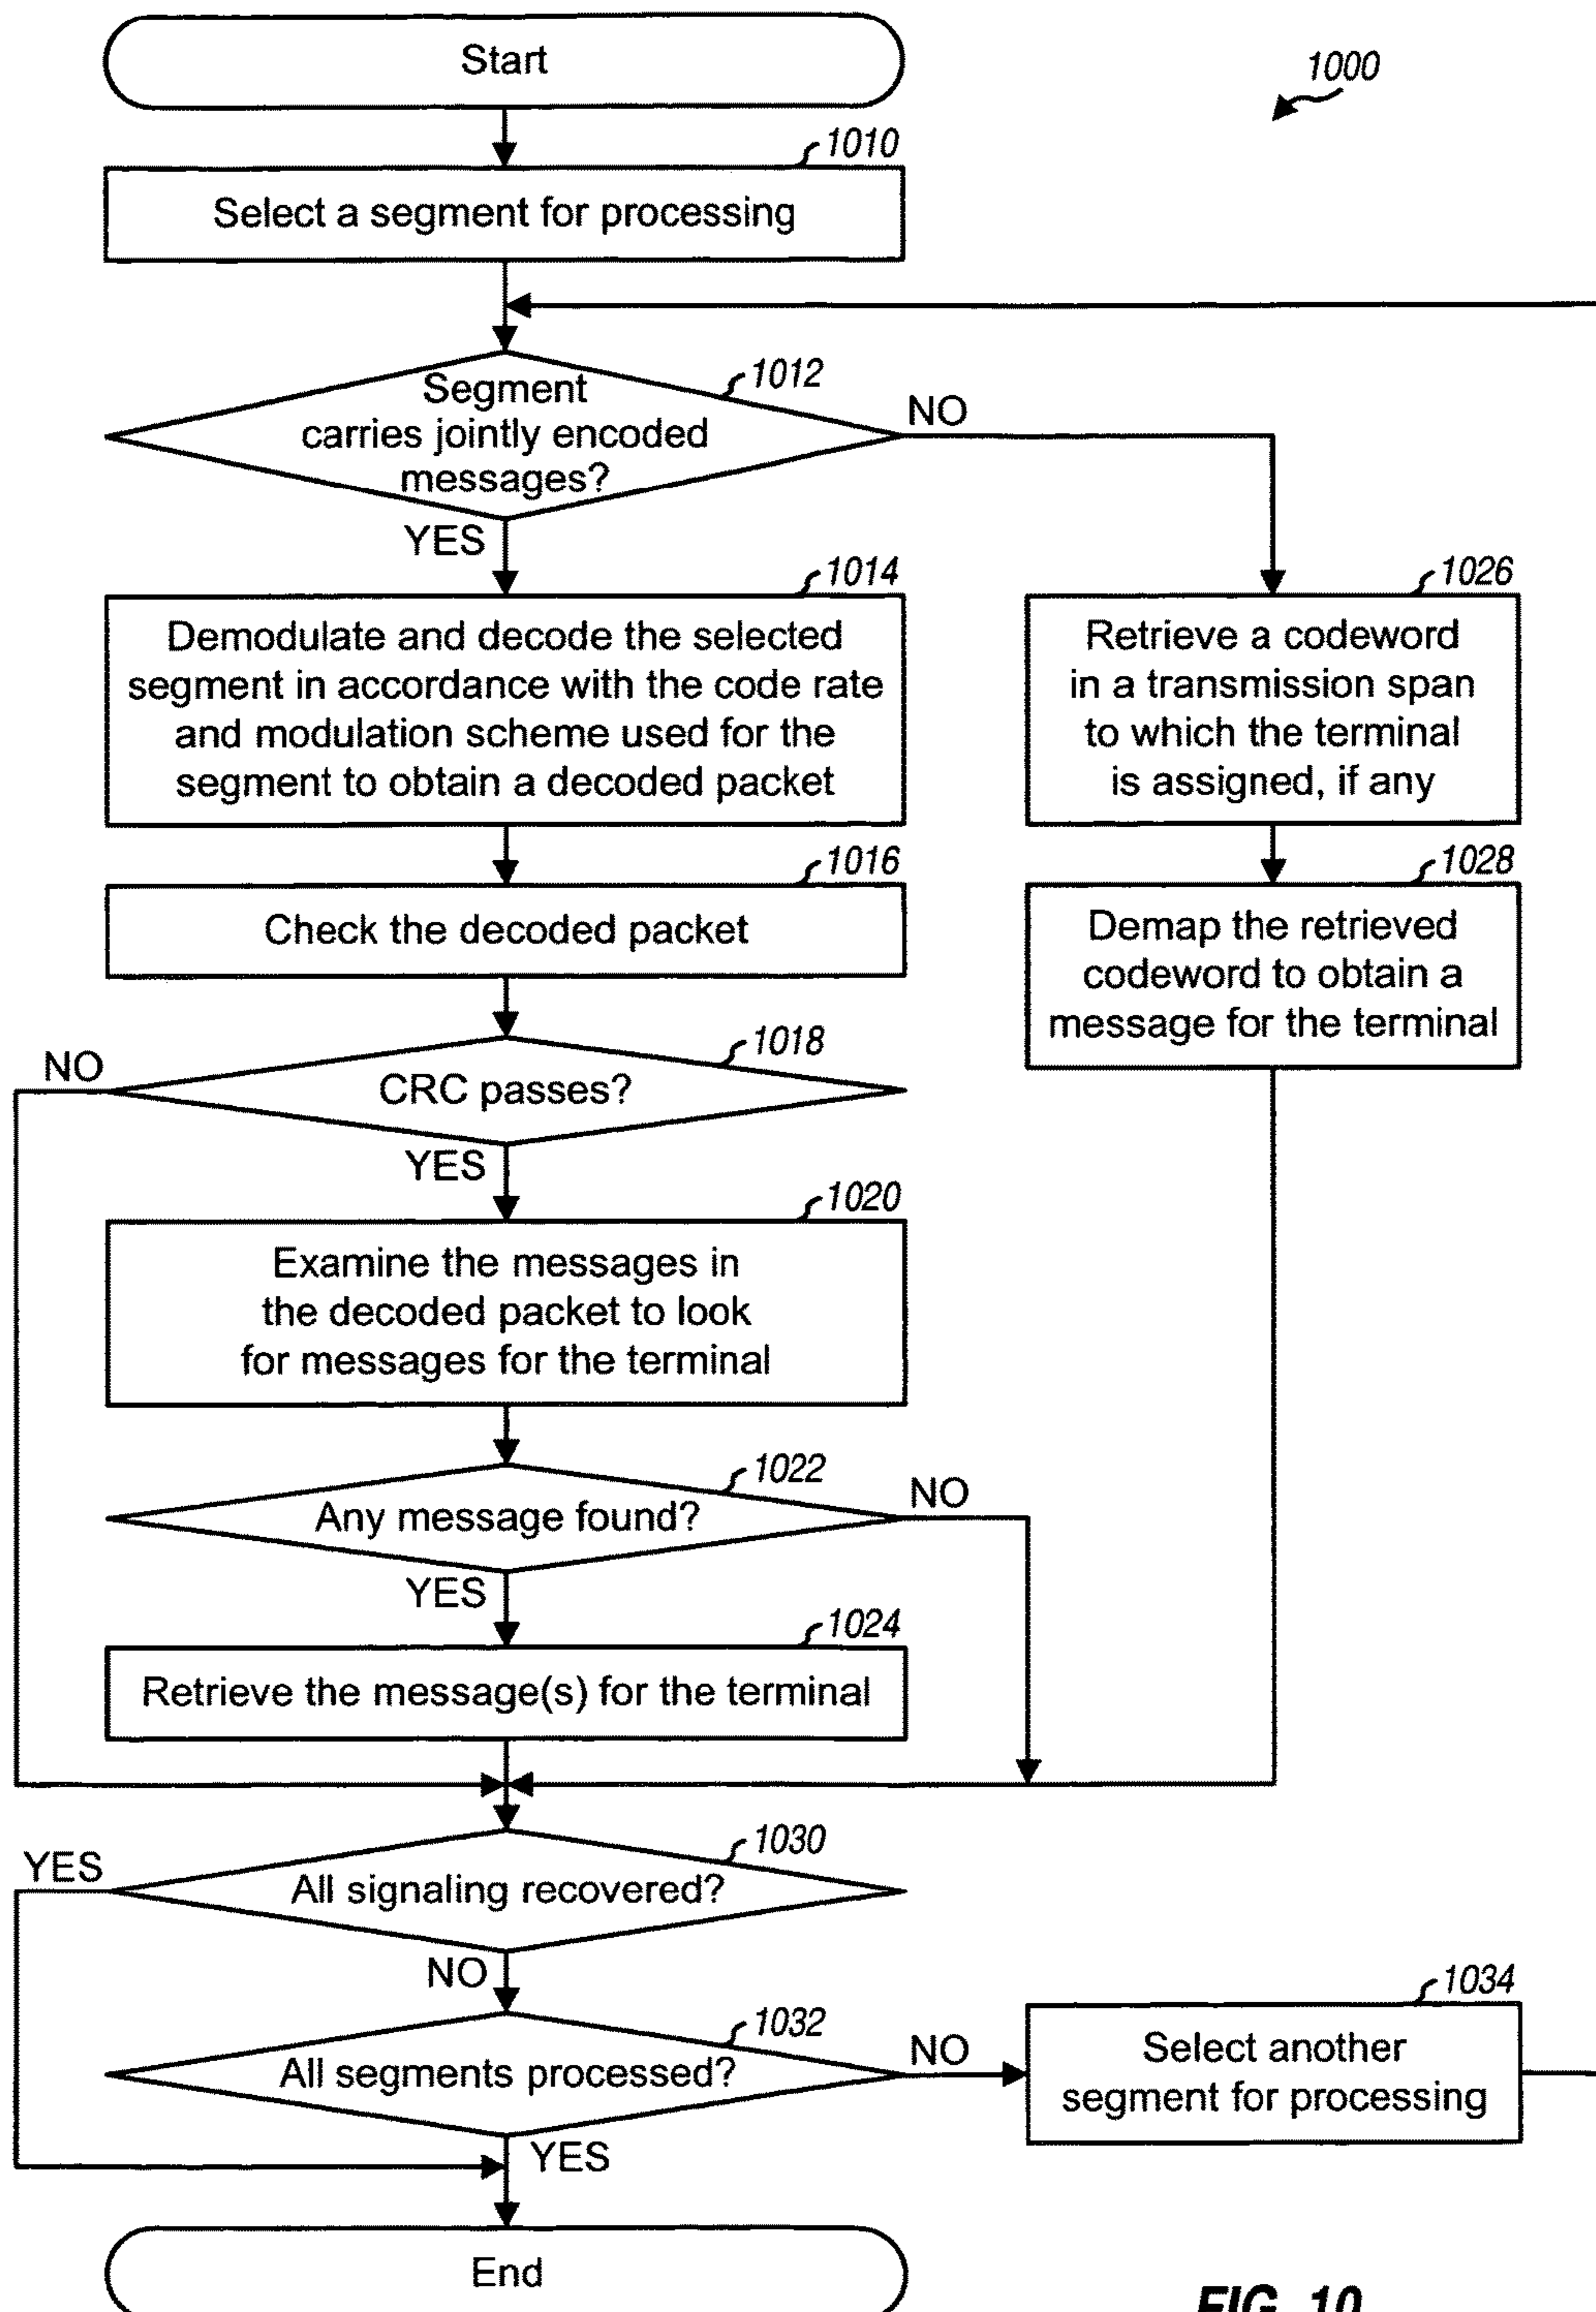 Start
1000
1010
Select a segment for processing
1012
Segment
carries jointly encoded
messages?
NO
YES
1014
Demodulate and decode the selected
segment in accordance with the code rate
and modulation scheme used for the
segment to obtain a decoded packet
1026
Retrieve a codeword
in a transmission span
to which the terminal
is assigned, if any
1016
Check the decoded packet
1028
Demap the retrieved
codeword to obtain a
message for the terminal
1018
NO
CRC passes?
YES
1020
Examine the messages in
the decoded packet to look
for messages for the terminal
1022
Any message found?
NO
YES
1024
Retrieve the message(s) for the terminal
1030
YES
All signaling recovered?
NO
1032
All segments processed?
NO
1034
Select another
segment for processing
YES
End
FIG. 10